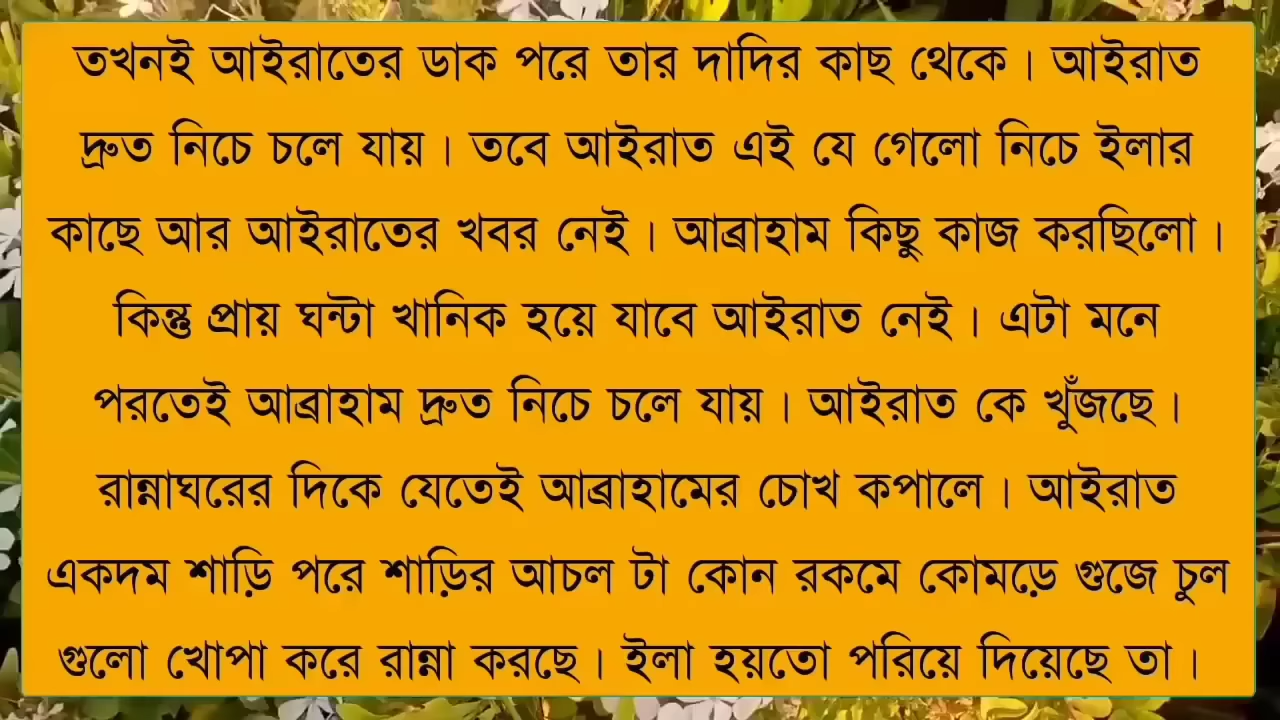 তখনই আইরাতের ডাক পরে তার দাদির কাছ থেকে। আইরাত
দ্রুত নিচে চলে যায়। তবে আইরাত এই যে গেলো নিচে ইলার
কাছে আর আইরাতের খবর নেই। আব্রাহাম কিছু কাজ করছিলো।
কিন্তু প্রায় ঘন্টা খানিক হয়ে যাবে আইরাত নেই। এটা মনে
পরতেই আব্রাহাম দ্রুত নিচে চলে যায়। আইরাত কে খুঁজছে।
রান্নাঘরের দিকে যেতেই আব্রাহামের চোখ কপালে। আইরাত
একদম শাড়ি পরে শাড়ির আচল টা কোন রকমে কোমড়ে গুজে চুল
গুলো খোপা করে রান্না করছে। ইলা হয়তো পরিয়ে দিয়েছে তা।